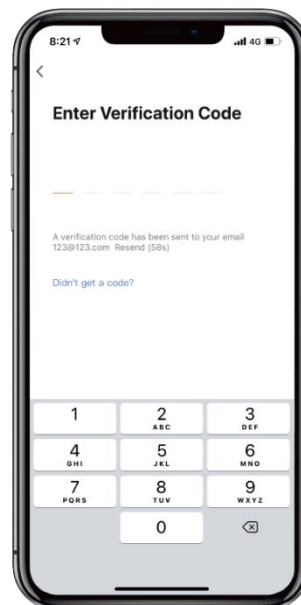 8:21
4G
Enter Verification Code
A verification code has been sent to your email
123@123.com Resend (58s)
Didn't get a code?
1
2
ABC
3
DEF
4
GHI
5
JKL
6
MNO
7
PQRS
8
TUV
9
WXYZ
0